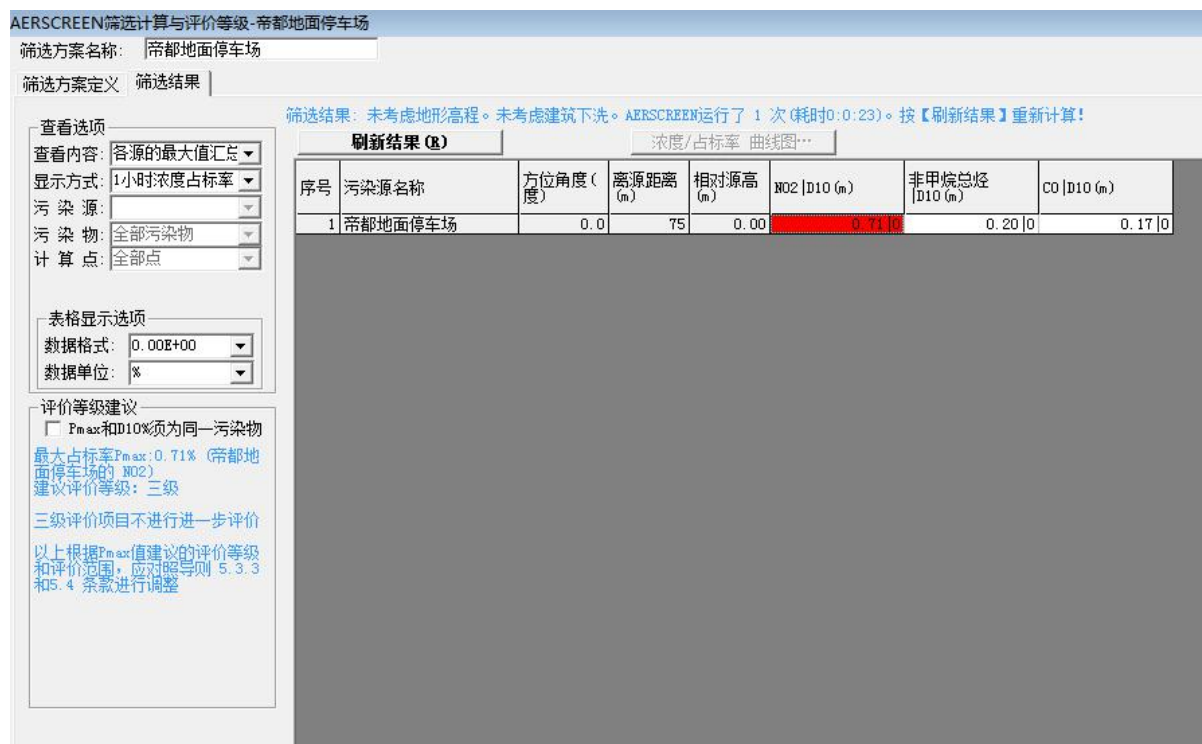 AERSCREEN筛选计算与评价等级-帝都地面停车场
筛选方案名称: 帝都地面停车场
筛选方案定义 筛选结果
筛选结果: 未考虑地形高程。未考虑建筑下洗。AERSCREEN运行了 1 次(耗时0:0:23)。按【刷新结果】重新计算!
刷新结果(R) 浓度/占标率 曲线图…
查看选项
查看内容: 各源的最大值汇总
显示方式: 1小时浓度占标率
污 染 源:
污 染 物: 全部污染物
计 算 点: 全部点
序号 污染源名称 方位角度(度) 离源距离(m) 相对源高(m) NO2|D10(m) 非甲烷总烃|D10(m) CO|D10(m)
1 帝都地面停车场 0.0 75 0.00 0.71|0 0.20|0 0.17|0
表格显示选项
数据格式: 0.00E+00
数据单位: %
评价等级建议
Pmax和D10%须为同一污染物
最大占标率Pmax:0.71% (帝都地
面停车场的 NO2)
建议评价等级: 三级
三级评价项目不进行进一步评价
以上根据Pmax值建议的评价等级
和评价范围,应对照导则 5.3.3
和5.4 条款进行调整